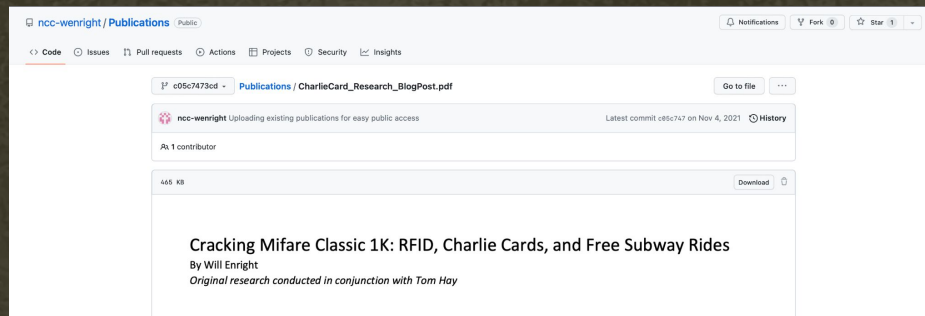 ncc-wenright / Publications Public
Notifications Fork 0 Star 1
Code Issues Pull requests Actions Projects Security Insights
c05c7473cd Publications / CharlieCard_Research_BlogPost.pdf Go to file ...
ncc-wenright Uploading existing publications for easy public access Latest commit c05c747 on Nov 4, 2021 History
1 contributor
465 KB Download
Cracking Mifare Classic 1K: RFID, Charlie Cards, and Free Subway Rides
By Will Enright
Original research conducted in conjunction with Tom Hay